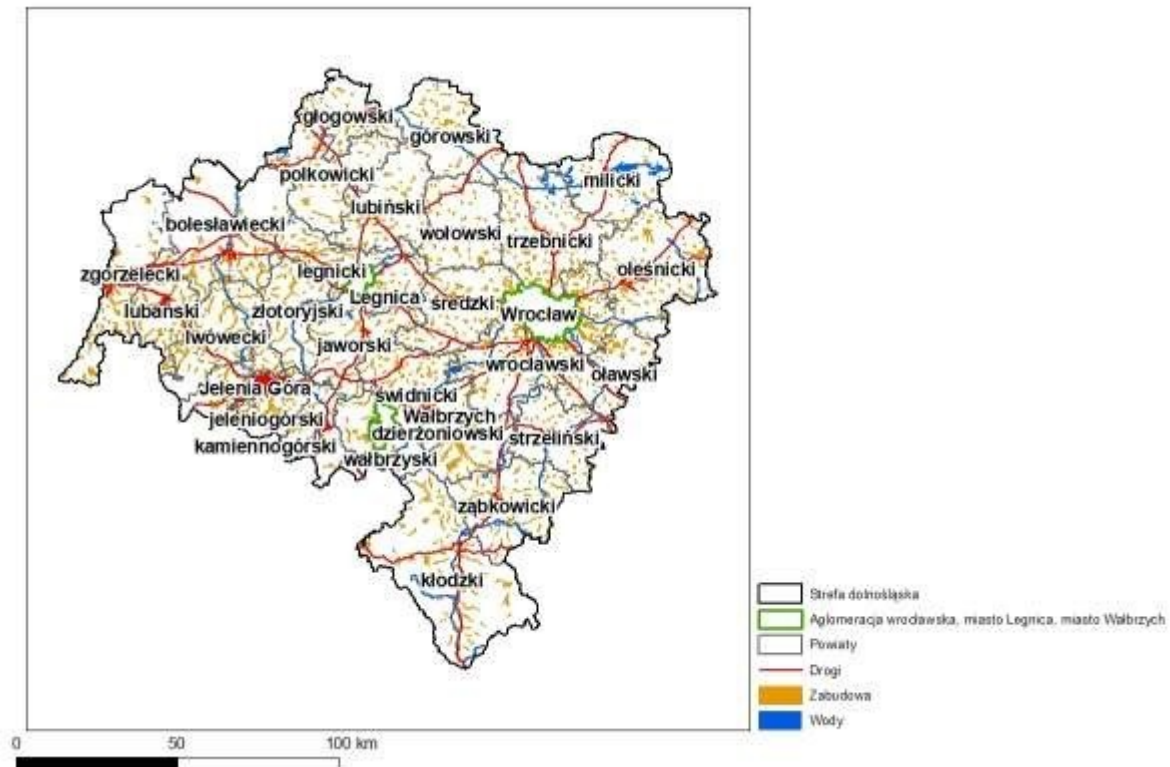 głogowski
górowski
polkowicki
milicki
lubiński
bolesławiecki
wołowski
trzebnicki
zgorzelecki
legnicki
oleśnicki
Legnica
średzki
lubański
złotoryjski
Wrocław
lwówecki
jaworski
wrocławski
oławski
Jelenia Góra
świdnicki
jeleniogórski
Wałbrzych
dzierżoniowski
strzeliński
kamiennogórski
wałbrzyski
ząbkowicki
kłodzki
Strefa dolnośląska
Aglomeracja wrocławska, miasto Legnica, miasto Wałbrzych
Powiaty
Drogi
Zabudowa
Wody
0 50 100 km